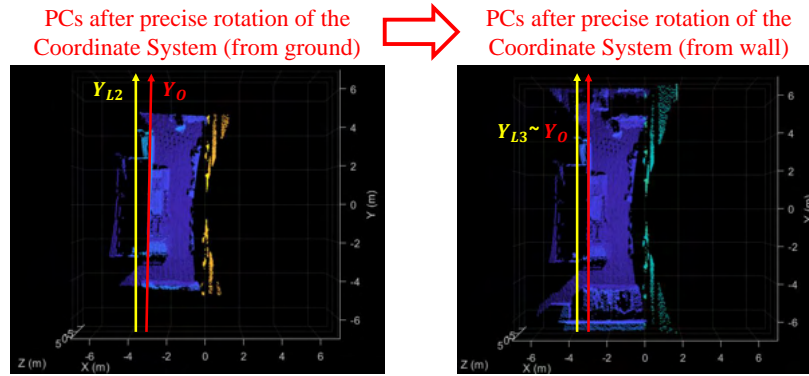 PCs after precise rotation of the
Coordinate System (from ground)
PCs after precise rotation of the
Coordinate System (from wall)
Y_L2
Y_O
6
4
2
0
-2
-4
-6
Y (m)
505
Z (m)
-6
-4
-2
0
2
4
6
X (m)
Y_L3~
Y_O
6
4
2
0
-2
-4
-6
Y (m)
505
Z (m)
-6
-4
-2
0
2
4
6
X (m)